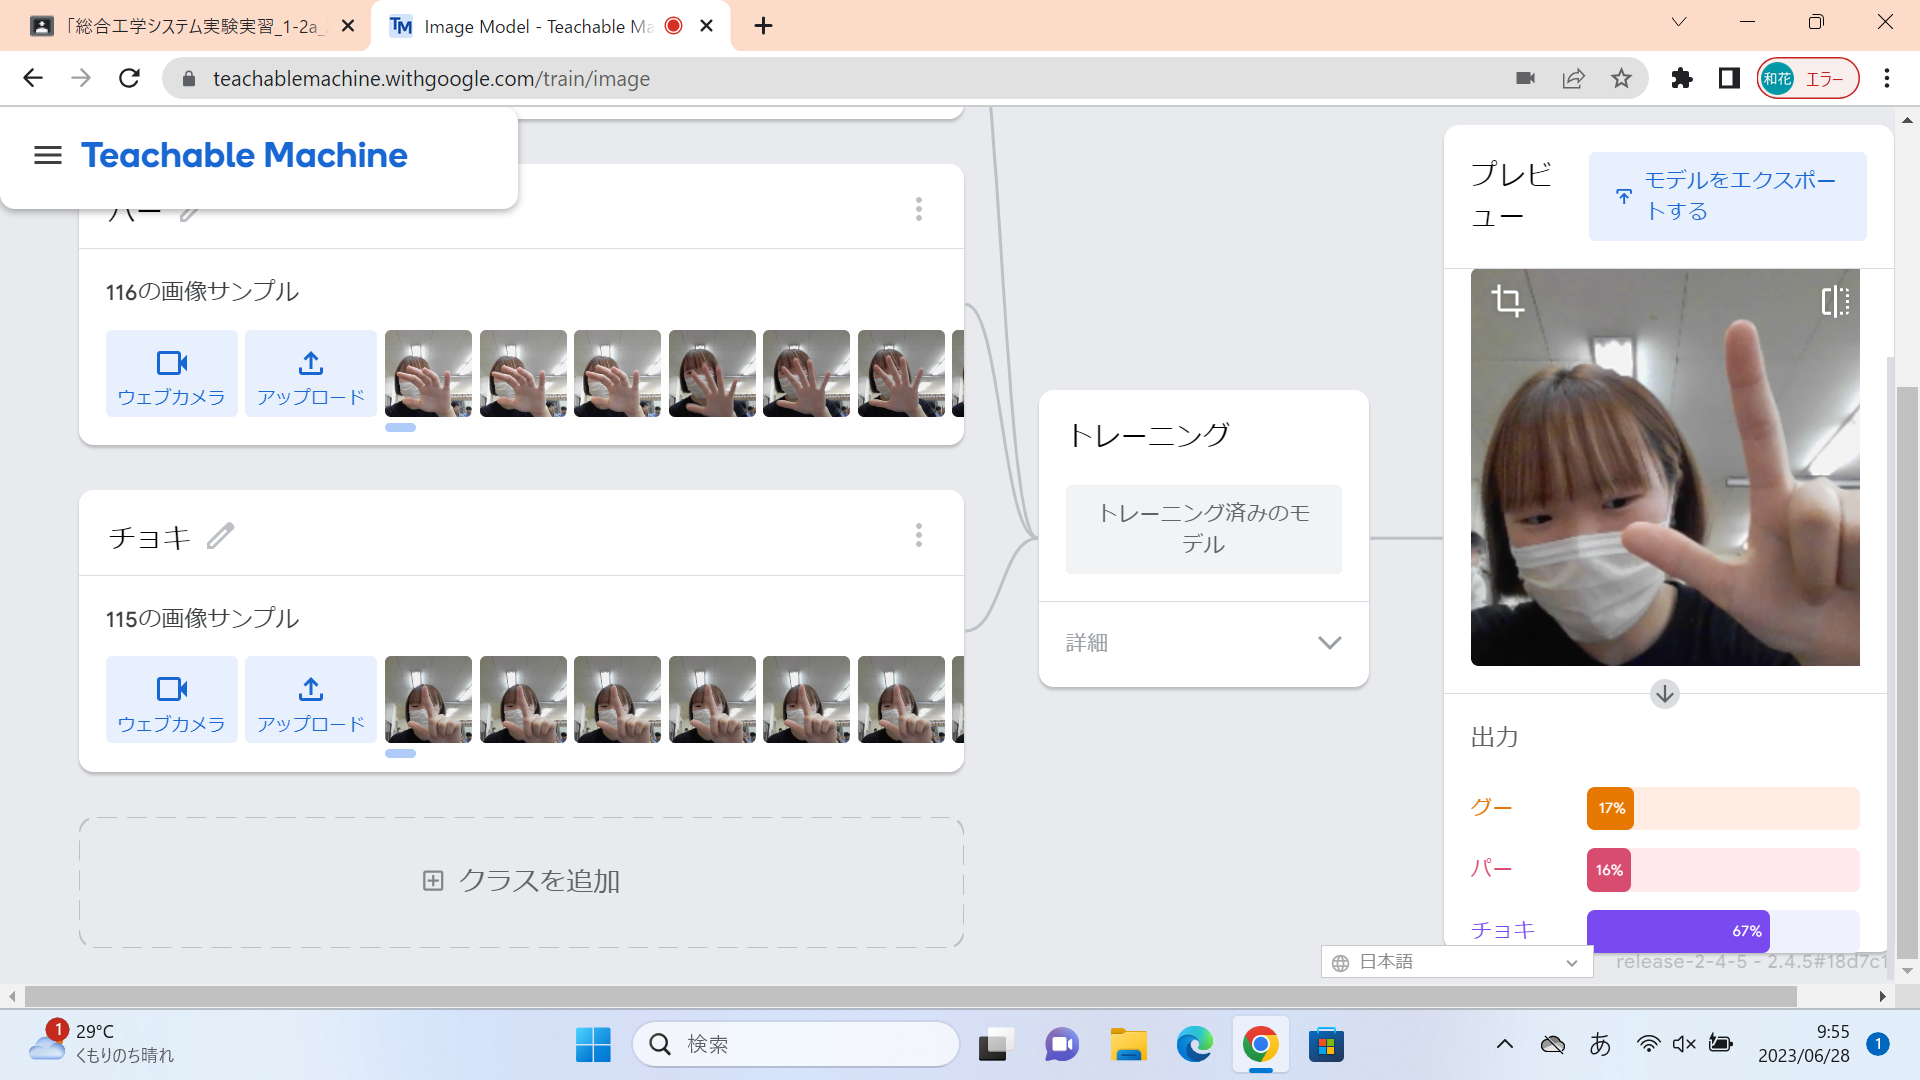 「総合工学システム実験実習_1-2a_
Image Model - Teachable Ma
teachablemachine.withgoogle.com/train/image
和花 エラー
Teachable Machine
パー
116の画像サンプル
ウェブカメラ
アップロード
チョキ
115の画像サンプル
ウェブカメラ
アップロード
クラスを追加
トレーニング
トレーニング済みのモ
デル
詳細
プレビ
ュー
モデルをエクスポー
トする
出力
グー 17%
パー 16%
チョキ 67%
日本語
release-2-4-5 - 2.4.5#18d7c1
1
29°C
くもりのち晴れ
検索
あ
9:55
2023/06/28
1